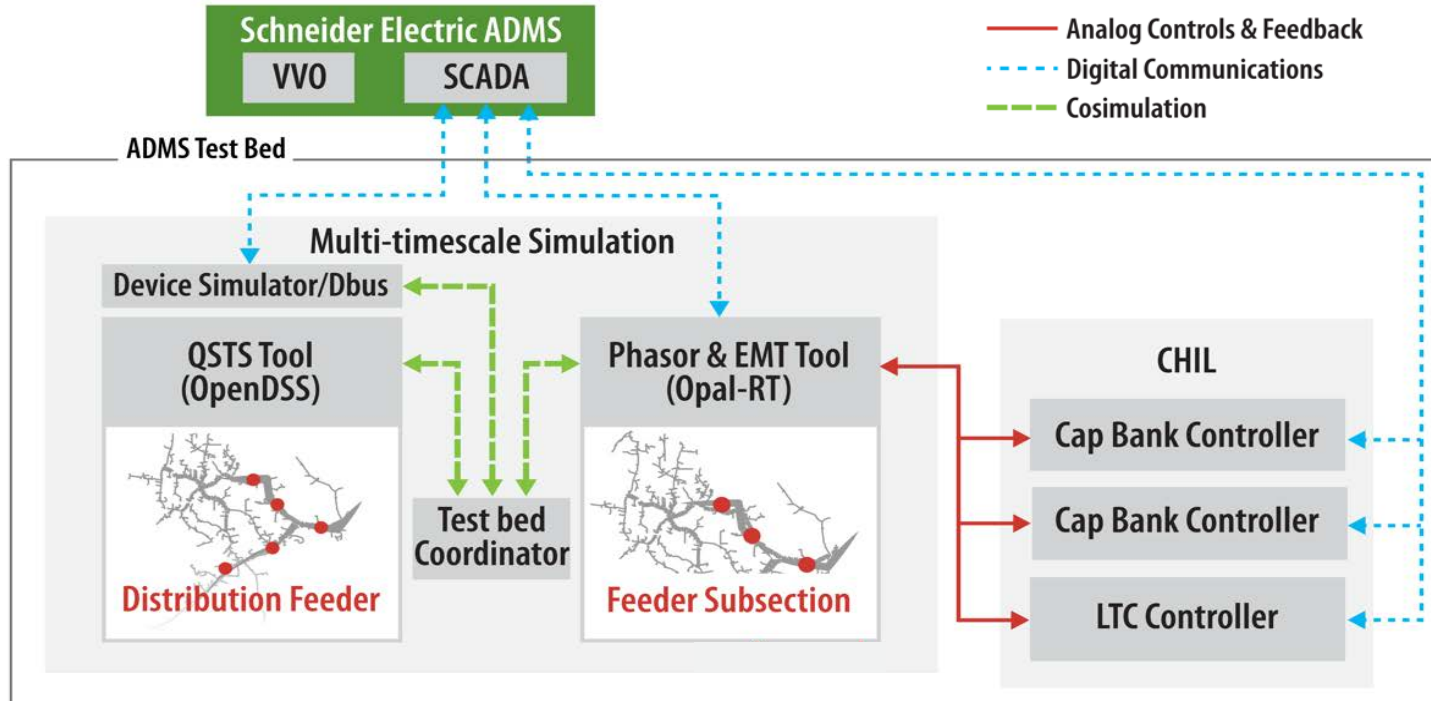 Schneider Electric ADMS
VVO
SCADA
Analog Controls & Feedback
Digital Communications
Cosimulation
ADMS Test Bed
Multi-timescale Simulation
Device Simulator/Dbus
QSTS Tool
(OpenDSS)
Distribution Feeder
Test bed
Coordinator
Phasor & EMT Tool
(Opal-RT)
Feeder Subsection
CHIL
Cap Bank Controller
Cap Bank Controller
LTC Controller